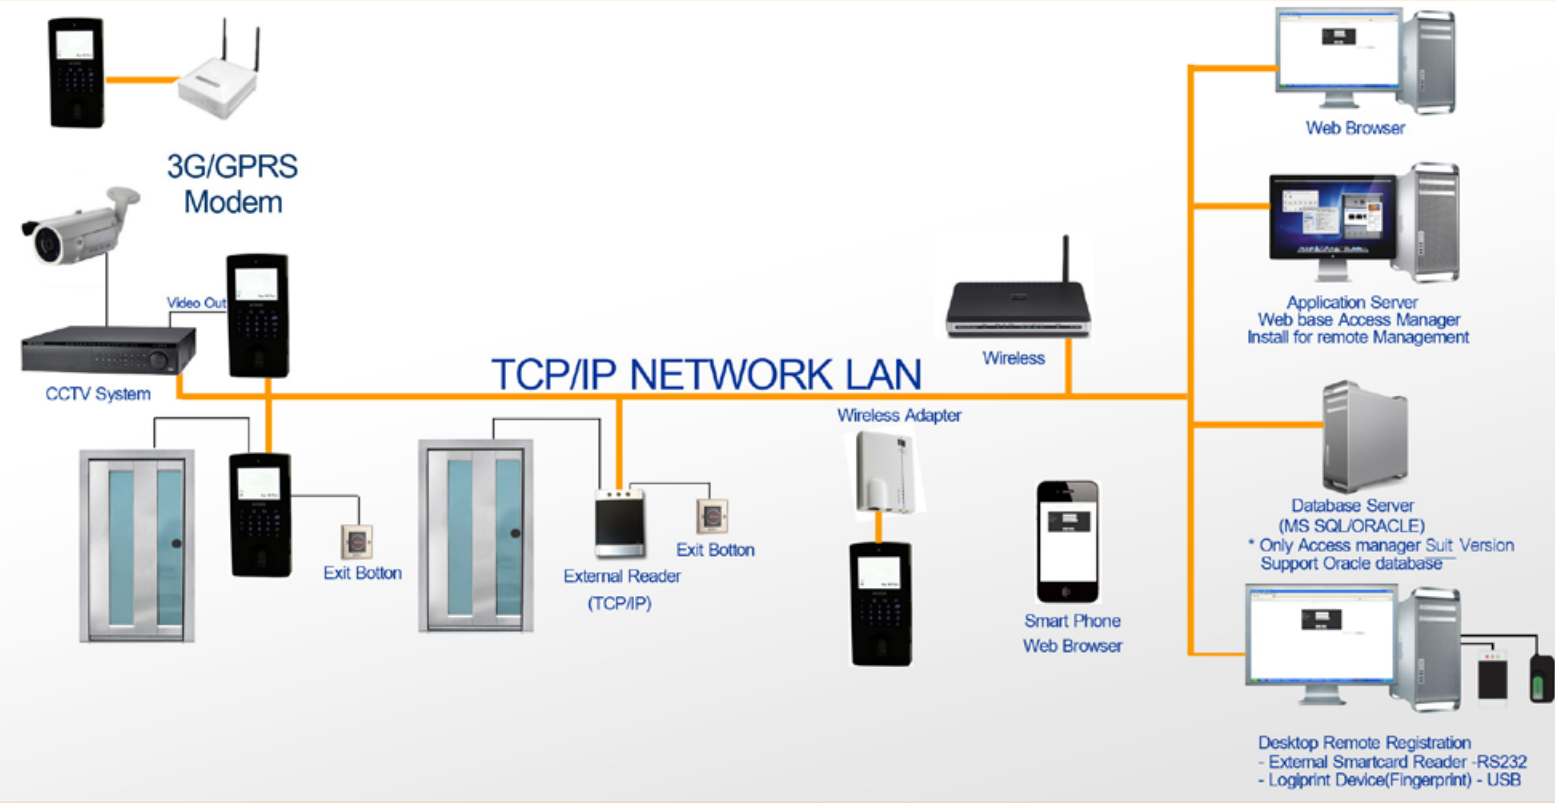 3G/GPRS
Modem
Video Out
CCTV System
Exit Botton
TCP/IP NETWORK LAN
External Reader
(TCP/IP)
Exit Botton
Wireless Adapter
Wireless
Smart Phone
Web Browser
Web Browser
Application Server
Web base Access Manager
Install for remote Management
Database Server
(MS SQL/ORACLE)
* Only Access manager Suit Version
Support Oracle database
Desktop Remote Registration
- External Smartcard Reader -RS232
- Logiprint Device(Fingerprint) - USB